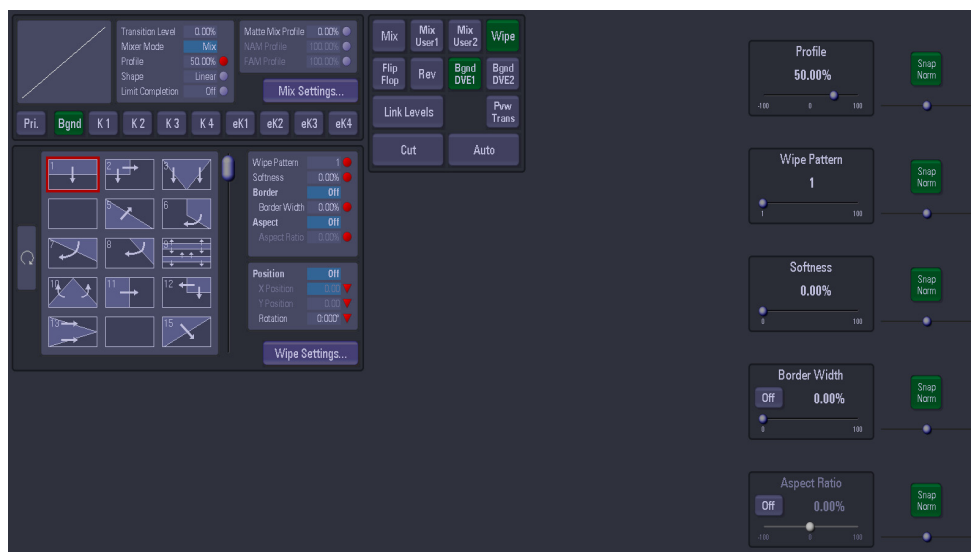 Transition Level 0.00%
Mixer Mode Mix
Profile 50.00%
Shape Linear
Limit Completion Off
Matte Mix Profile 0.00%
NAM Profile 100.00%
FAM Profile 100.00%
Mix Settings...
Pri. Bgnd K 1 K 2 K 3 K 4 eK1 eK2 eK3 eK4
Mix Mix User1 Mix User2 Wipe
Flip Flop Rev Bgnd DVE1 Bgnd DVE2
Link Levels Pvw Trans
Cut Auto
1 2 3
5 6
7 8 9
10 11 12
13 15
Wipe Pattern 1
Softness 0.00%
Border Off
Border Width 0.00%
Aspect Off
Aspect Ratio 0.00%
Position Off
X Position 0.00
Y Position 0.00
Rotation 0.000°
Wipe Settings...
Profile
50.00%
-100 0 100
Snap Norm
Wipe Pattern
1
1 100
Snap Norm
Softness
0.00%
0 100
Snap Norm
Border Width
Off 0.00%
0 100
Snap Norm
Aspect Ratio
Off 0.00%
-100 0 100
Snap Norm